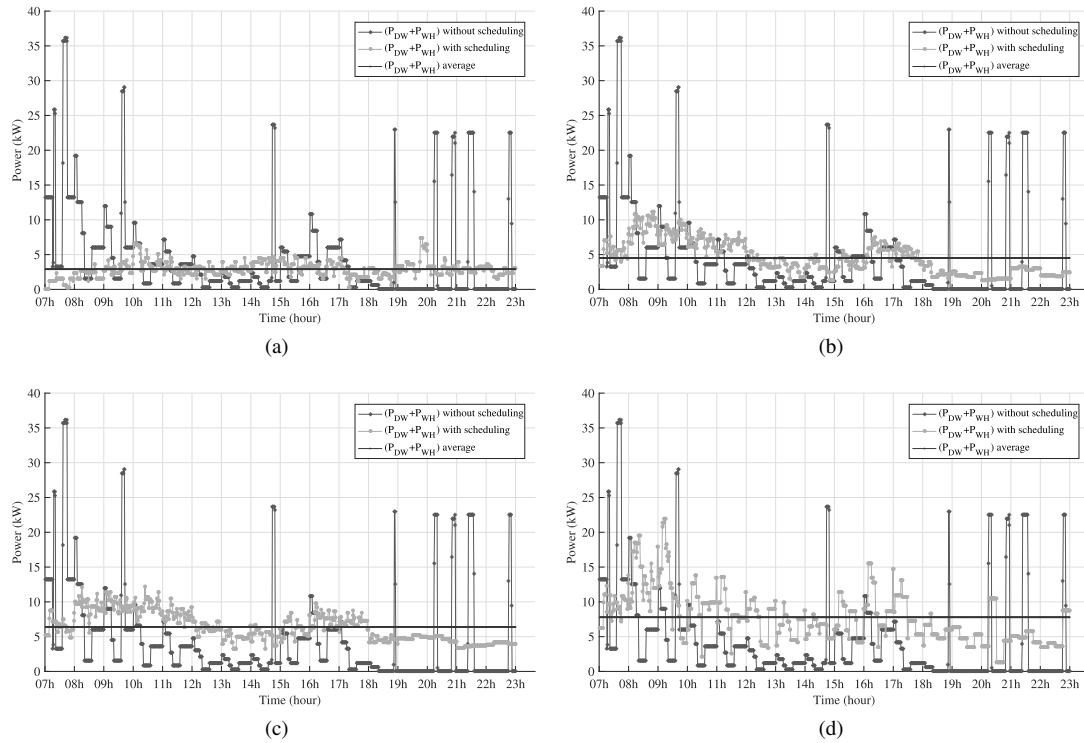 40
35
30
25
20
15
10
5
0
Power (kW)
(P_DW+P_WH) without scheduling
(P_DW+P_WH) with scheduling
(P_DW+P_WH) average
07h 08h 09h 10h 11h 12h 13h 14h 15h 16h 17h 18h 19h 20h 21h 22h 23h
Time (hour)
(a)
40
35
30
25
20
15
10
5
0
Power (kW)
(P_DW+P_WH) without scheduling
(P_DW+P_WH) with scheduling
(P_DW+P_WH) average
07h 08h 09h 10h 11h 12h 13h 14h 15h 16h 17h 18h 19h 20h 21h 22h 23h
Time (hour)
(b)
40
35
30
25
20
15
10
5
0
Power (kW)
(P_DW+P_WH) without scheduling
(P_DW+P_WH) with scheduling
(P_DW+P_WH) average
07h 08h 09h 10h 11h 12h 13h 14h 15h 16h 17h 18h 19h 20h 21h 22h 23h
Time (hour)
(c)
40
35
30
25
20
15
10
5
0
Power (kW)
(P_DW+P_WH) without scheduling
(P_DW+P_WH) with scheduling
(P_DW+P_WH) average
07h 08h 09h 10h 11h 12h 13h 14h 15h 16h 17h 18h 19h 20h 21h 22h 23h
Time (hour)
(d)